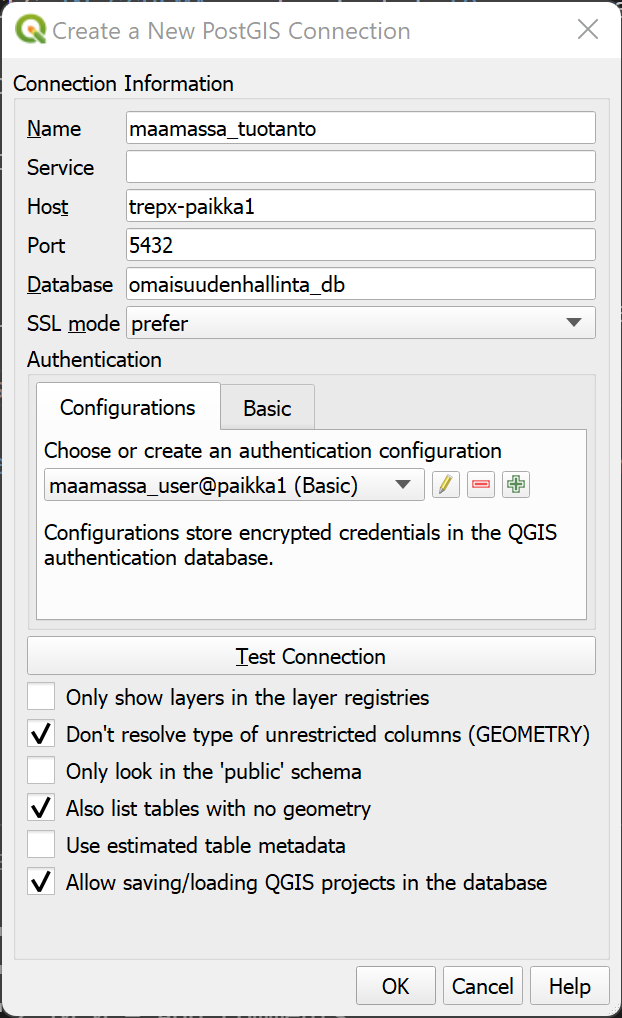 Create a New PostGIS Connection
Connection Information
Name maamassa_tuotanto
Service
Host trepx-paikka1
Port 5432
Database omaisuudenhallinta_db
SSL mode prefer
Authentication
Configurations Basic
Choose or create an authentication configuration
maamassa_user@paikka1 (Basic)
Configurations store encrypted credentials in the QGIS
authentication database.
Test Connection
Only show layers in the layer registries
Don't resolve type of unrestricted columns (GEOMETRY)
Only look in the 'public' schema
Also list tables with no geometry
Use estimated table metadata
Allow saving/loading QGIS projects in the database
OK Cancel Help